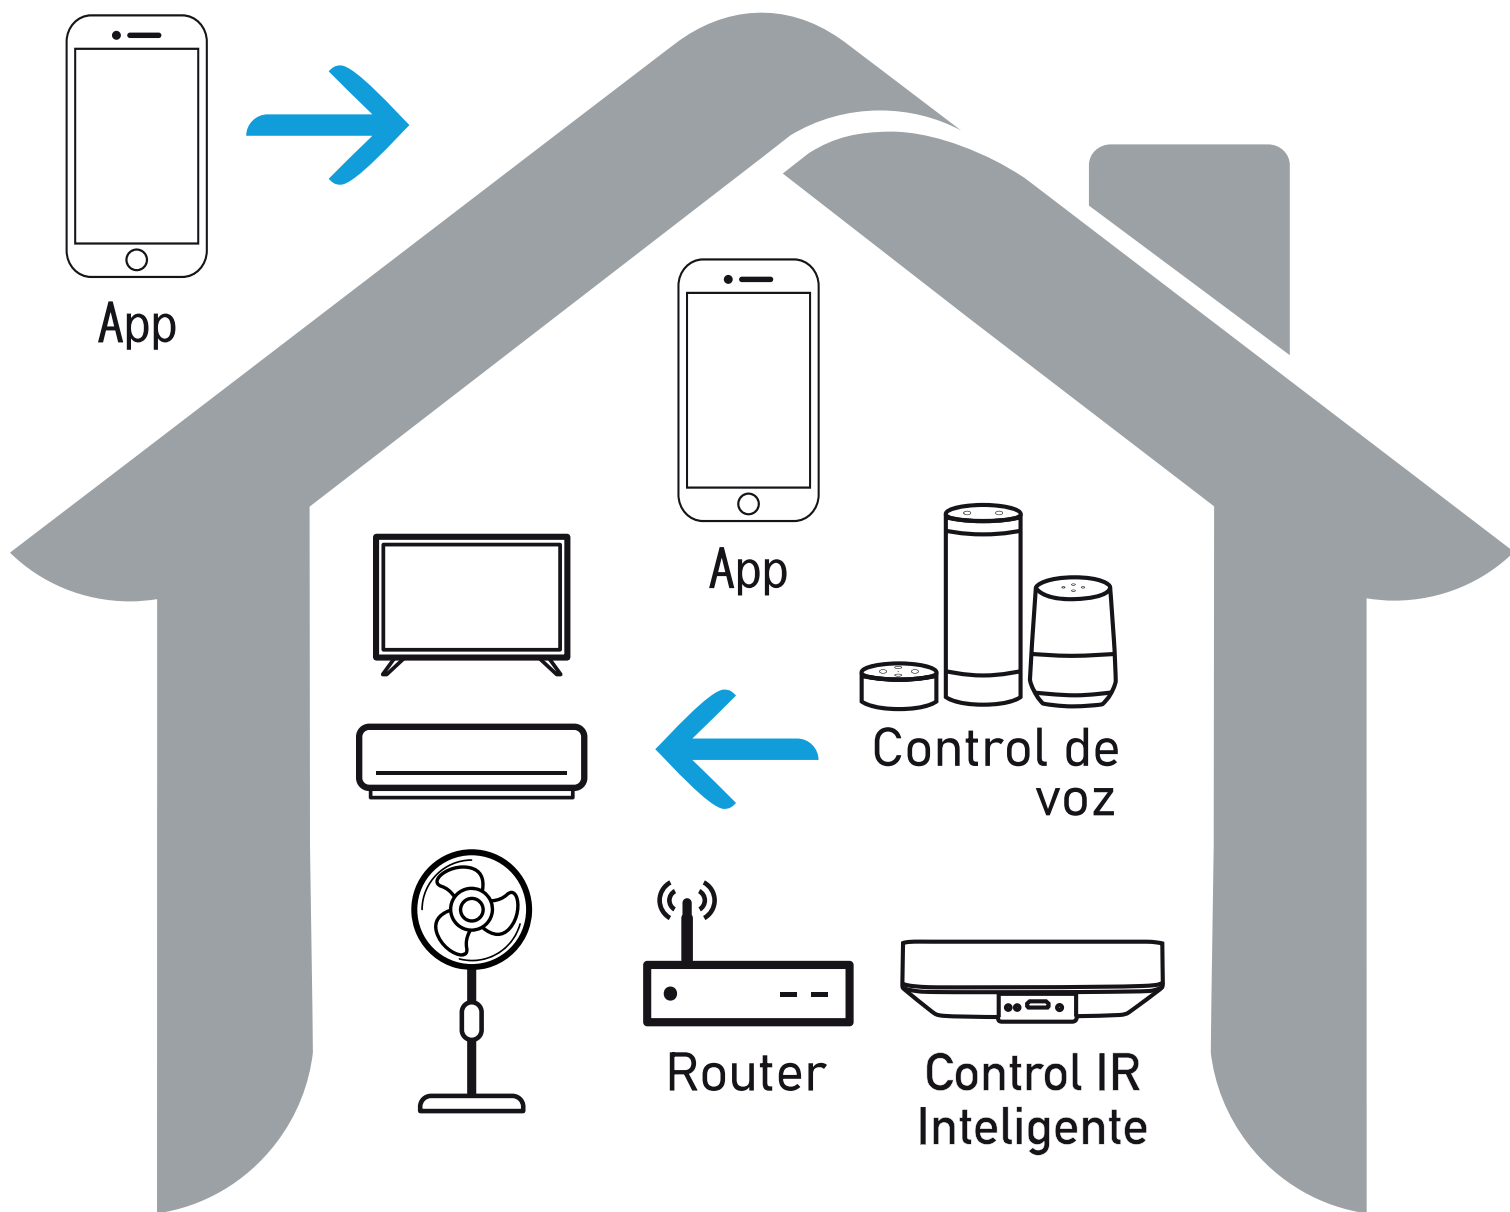 App
App
Control de
voz
Router
Control IR
Inteligente